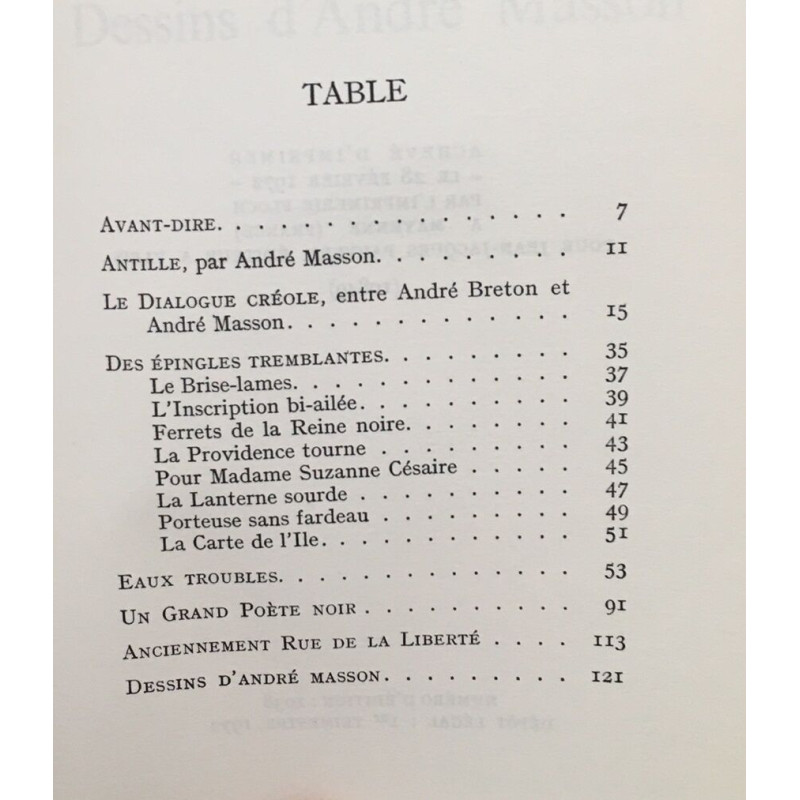 Dessins d'André Masson
TABLE
AVANT-DIRE. . . . . . . . . . . . . . . . 7
ANTILLE, par André Masson. . . . . . . . . 11
LE DIALOGUE CRÉOLE, entre André Breton et
André Masson. . . . . . . . . . . . . 15
DES ÉPINGLES TREMBLANTES. . . . . . . . . 35
Le Brise-lames. . . . . . . . . . . . . 37
L'Inscription bi-ailée. . . . . . . . . . 39
Ferrets de la Reine noire. . . . . . . . 41
La Providence tourne . . . . . . . . . 43
Pour Madame Suzanne Césaire . . . . . 45
La Lanterne sourde . . . . . . . . . . 47
Porteuse sans fardeau . . . . . . . . . 49
La Carte de l'Ile. . . . . . . . . . . . 51
EAUX TROUBLES. . . . . . . . . . . . . . 53
UN GRAND POÈTE NOIR . . . . . . . . . . 91
ANCIENNEMENT RUE DE LA LIBERTÉ . . . . 113
DESSINS D'ANDRÉ MASSON. . . . . . . . . 121